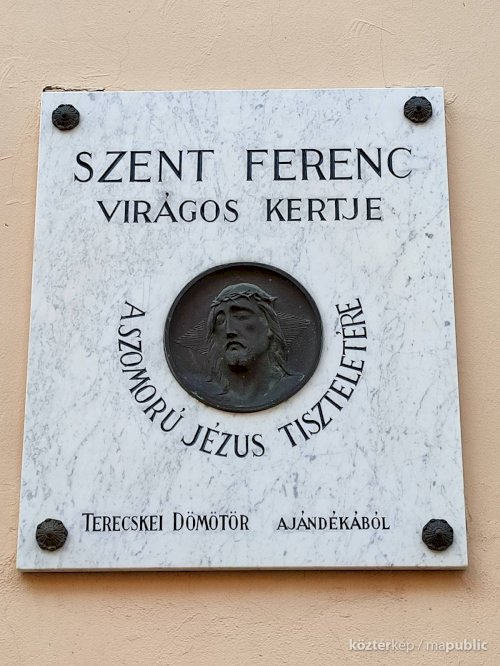 SZENT FERENC
VIRÁGOS KERTJE
A SZOMORÚ JÉZUS TISZTELETÉRE
TERECSKEI DÖMÖTÖR AJÁNDÉKÁBÓL
köztérkép / mapublic